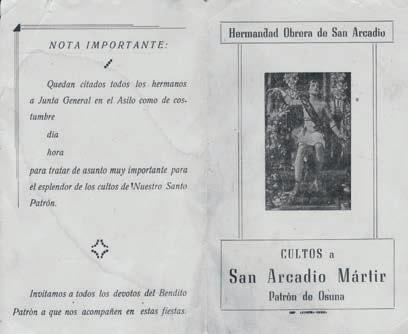 NOTA IMPORTANTE:
Quedan citados todos los hermanos
a Junta General en el Asilo como de cos-
tumbre
dia
hora
para tratar de asunto muy importante para
el esplendor de los cultos de Nuestro Santo
Patrón.
Invitamos a todos los devotos del Bendito
Patrón a que nos acompañen en estas fiestas.
Hermandad Obrera de San Arcadio
CULTOS a
San Arcadio Mártir
Patrón de Osuna